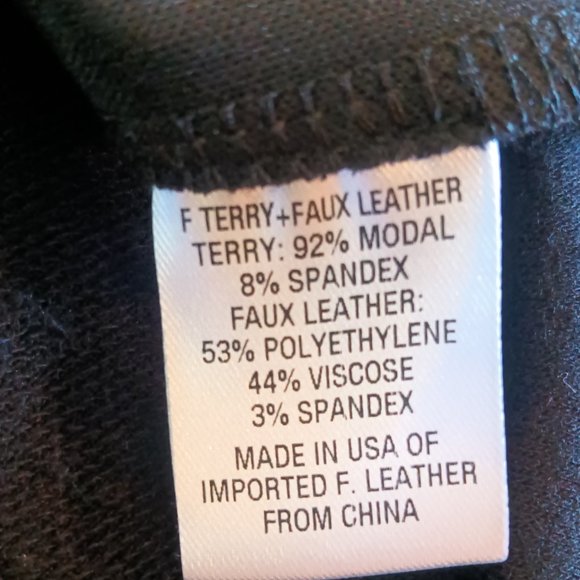 F TERRY+FAUX LEATHER
TERRY: 92% MODAL
8% SPANDEX
FAUX LEATHER:
53% POLYETHYLENE
44% VISCOSE
3% SPANDEX
MADE IN USA OF
IMPORTED F. LEATHER
FROM CHINA